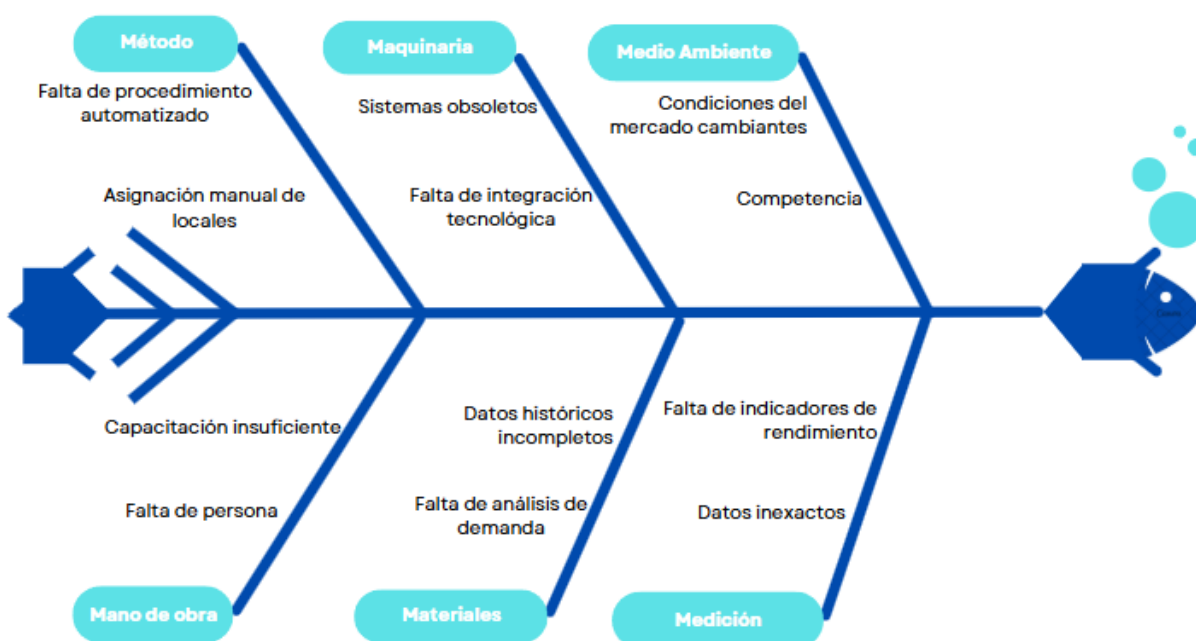 Método
Maquinaria
Medio Ambiente
Falta de procedimiento
automatizado
Sistemas obsoletos
Condiciones del
mercado cambiantes
Asignación manual de
locales
Falta de integración
tecnológica
Competencia
Capacitación insuficiente
Datos históricos
incompletos
Falta de indicadores de
rendimiento
Falta de persona
Falta de análisis de
demanda
Datos inexactos
Mano de obra
Materiales
Medición